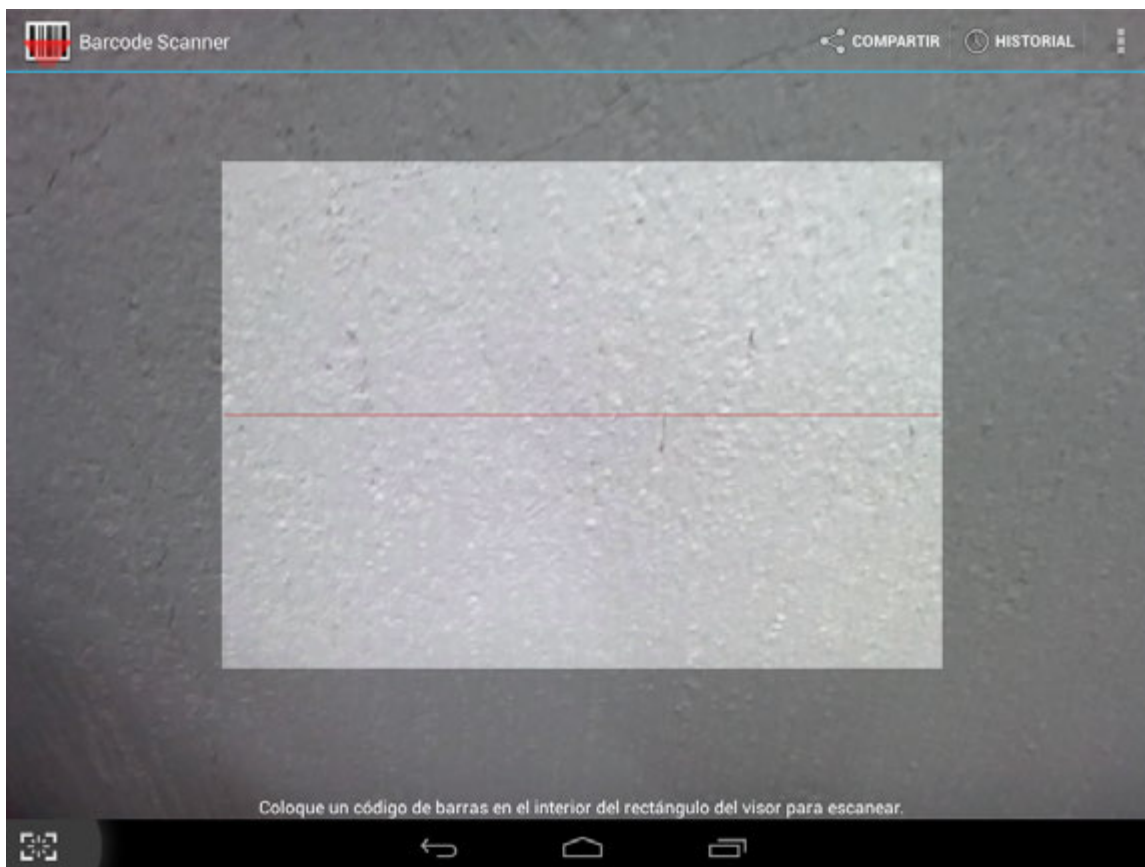 Barcode Scanner
COMPARTIR
HISTORIAL
Coloque un código de barras en el interior del rectángulo del visor para escanear.